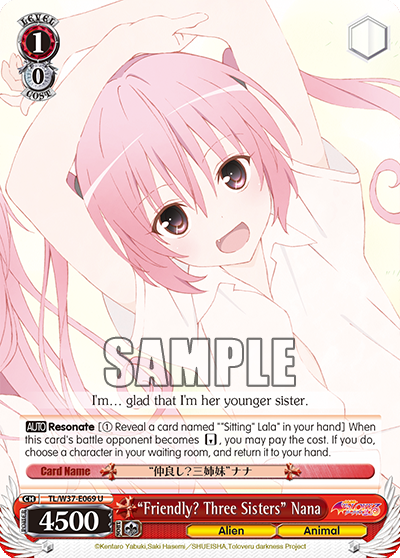 LEVEL
1
0
COST
SAMPLE
I'm... glad that I'm her younger sister.
AUTO Resonate [① Reveal a card named ""Sitting" Lala" in your hand] When
this card's battle opponent becomes , you may pay the cost. If you do,
choose a character in your waiting room, and return it to your hand.
Card Name "仲良し？三姉妹"ナナ
CH TL/W37-E069 U
POWER 4500 "Friendly? Three Sisters" Nana
Alien Animal
©Kentaro Yabuki,Saki Hasemi／SHUEISHA,Toloveru darkness Project